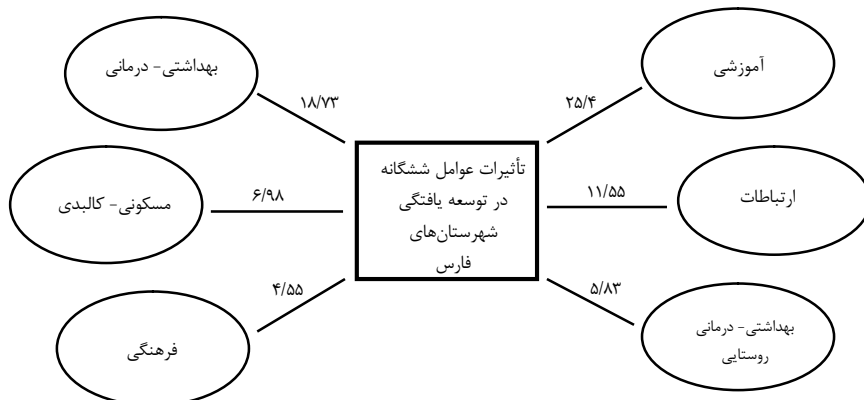 آموزشی
بهداشتی- درمانی
۲۵/۴
۱۸/۷۳
تأثیرات عوامل ششگانه
در توسعه یافتگی
شهرستان‌های
فارس
ارتباطات
۱۱/۵۵
۶/۹۸
مسکونی- کالبدی
۵/۸۳
۴/۵۵
بهداشتی- درمانی
روستایی
فرهنگی